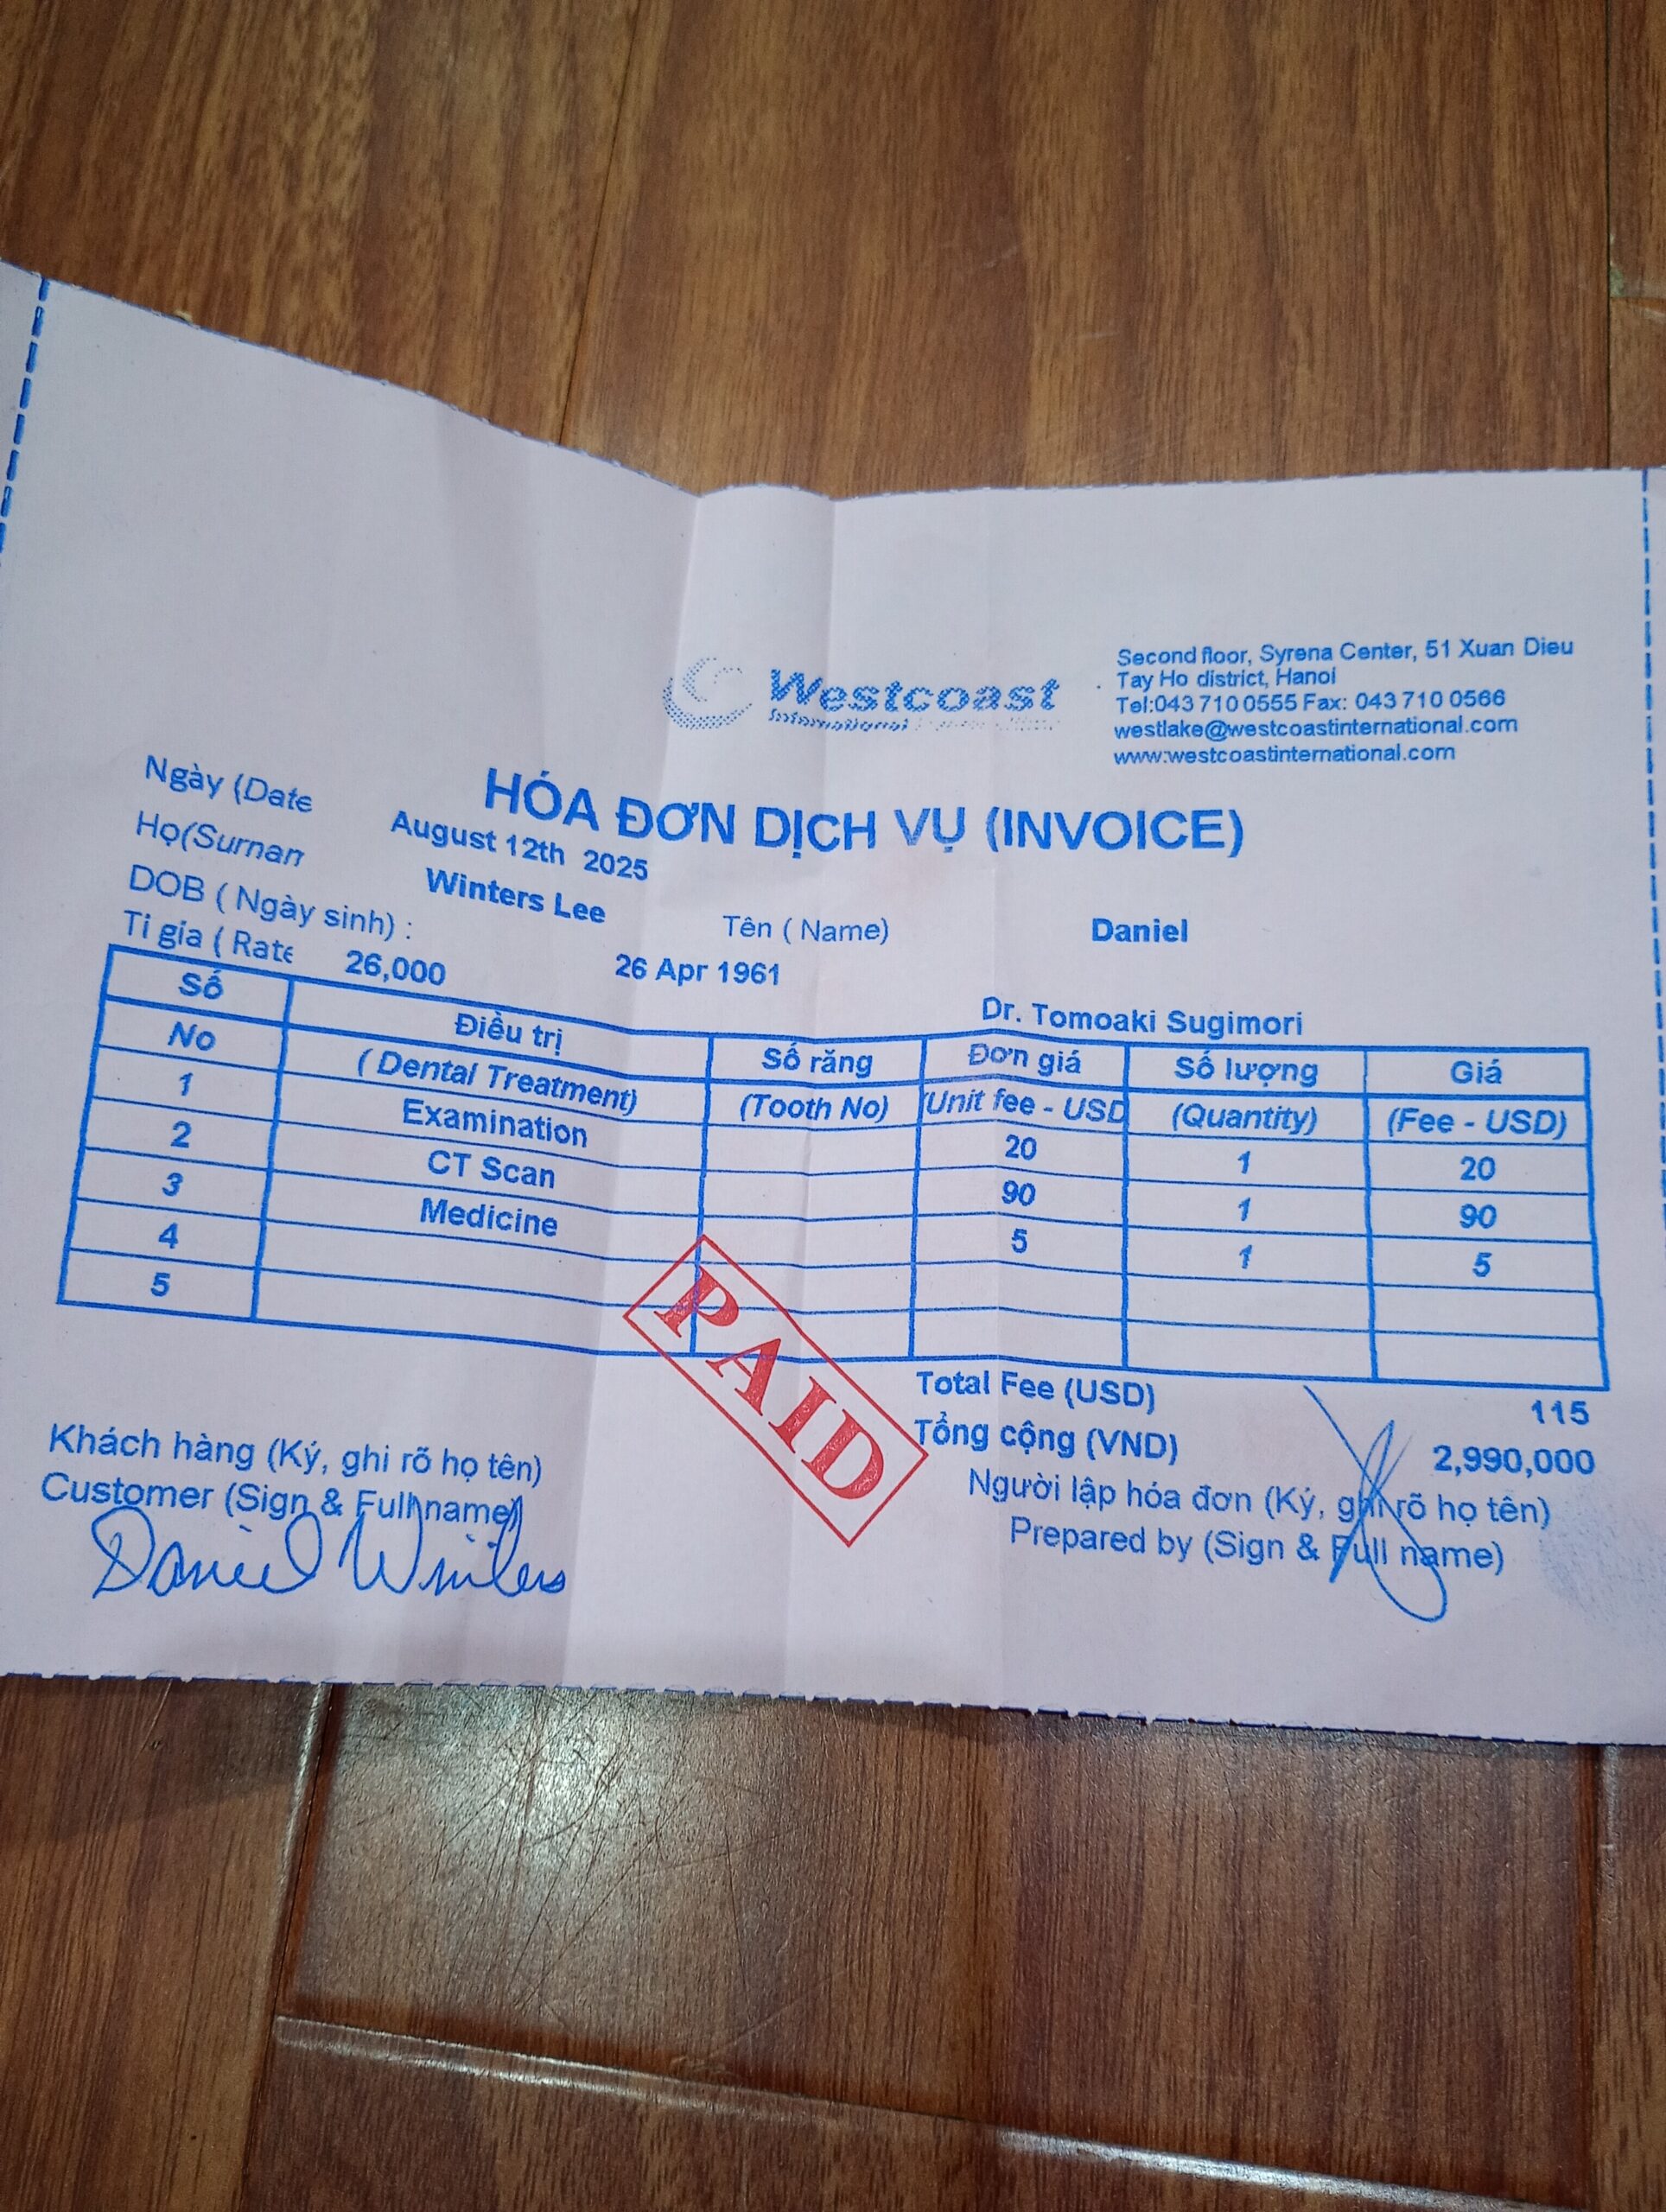 Westcoast
International
Second floor, Syrena Center, 51 Xuan Dieu
Tay Ho district, Hanoi
Tel:043 710 0555 Fax: 043 710 0566
westlake@westcoastinternational.com
www.westcoastinternational.com
HÓA ĐƠN DỊCH VỤ (INVOICE)
Ngày (Date August 12th 2025
Họ(Surnam Winters Lee Tên ( Name) Daniel
DOB ( Ngày sinh) : 26 Apr 1961
Ti gía ( Rate 26,000 Dr. Tomoaki Sugimori
Số Điều trị Số răng Đơn giá Số lượng Giá
No ( Dental Treatment) (Tooth No) (Unit fee - USD (Quantity) (Fee - USD)
1 Examination 20 1 20
2 CT Scan 90 1 90
3 Medicine 5 1 5
4
5
PAID
Total Fee (USD) 115
Tổng cộng (VND) 2,990,000
Khách hàng (Ký, ghi rõ họ tên) Người lập hóa đơn (Ký, ghi rõ họ tên)
Customer (Sign & Full name) Prepared by (Sign & Full name)
Daniel Winters